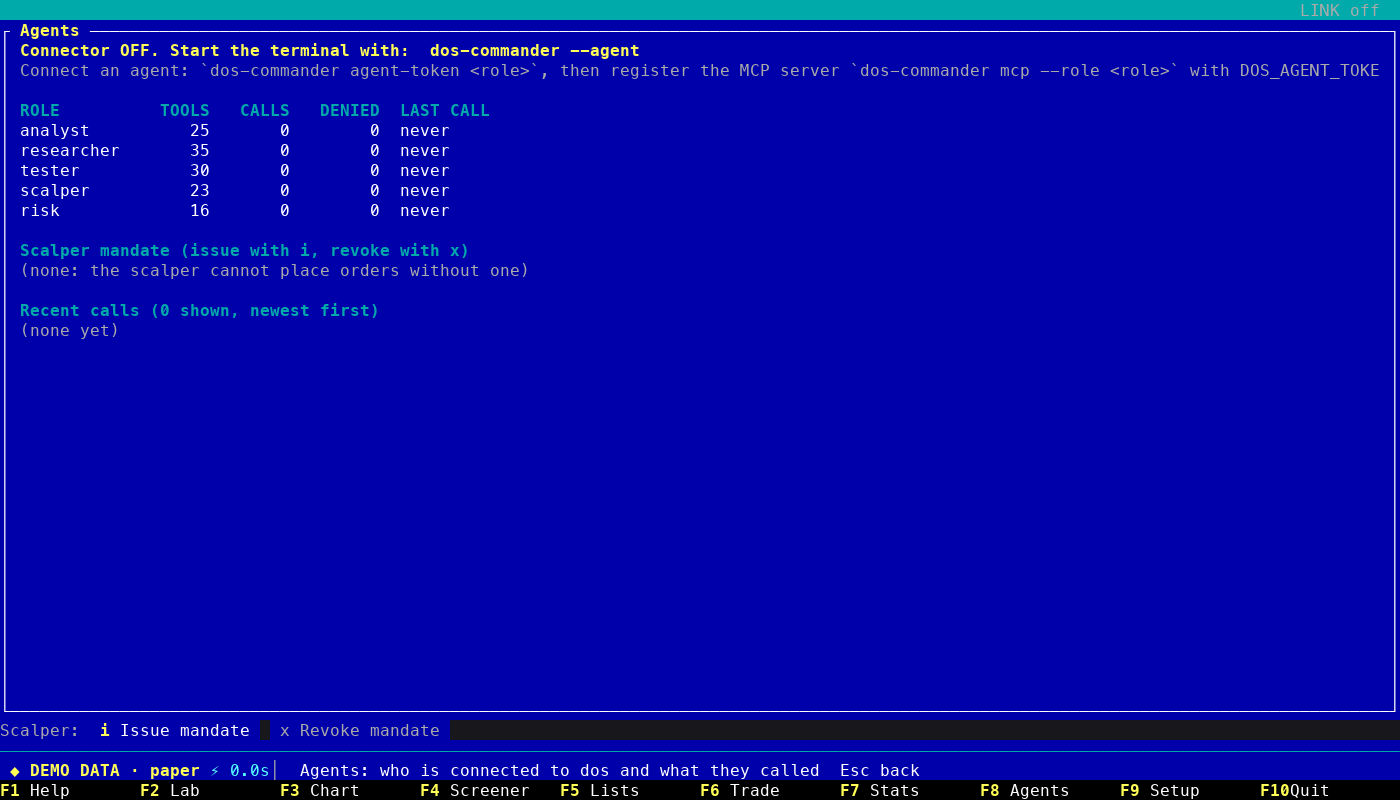 LINK off
Agents
Connector OFF. Start the terminal with:  dos-commander --agent
Connect an agent: `dos-commander agent-token <role>`, then register the MCP server `dos-commander mcp --role <role>` with DOS_AGENT_TOKE
ROLE TOOLS CALLS DENIED LAST CALL
analyst 25 0 0 never
researcher 35 0 0 never
tester 30 0 0 never
scalper 23 0 0 never
risk 16 0 0 never
Scalper mandate (issue with i, revoke with x)
(none: the scalper cannot place orders without one)
Recent calls (0 shown, newest first)
(none yet)
Scalper: i Issue mandate x Revoke mandate
◆ DEMO DATA · paper ⚡ 0.0s│ Agents: who is connected to dos and what they called Esc back
F1 Help F2 Lab F3 Chart F4 Screener F5 Lists F6 Trade F7 Stats F8 Agents F9 Setup F10Quit